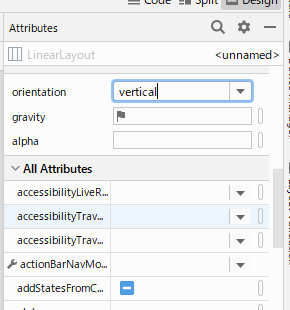 Code Split Design
Attributes
LinearLayout <unnamed>
orientation vertical
gravity
alpha
All Attributes
accessibilityLiveR...
accessibilityTrav...
accessibilityTrav...
actionBarNavMo...
addStatesFromC...